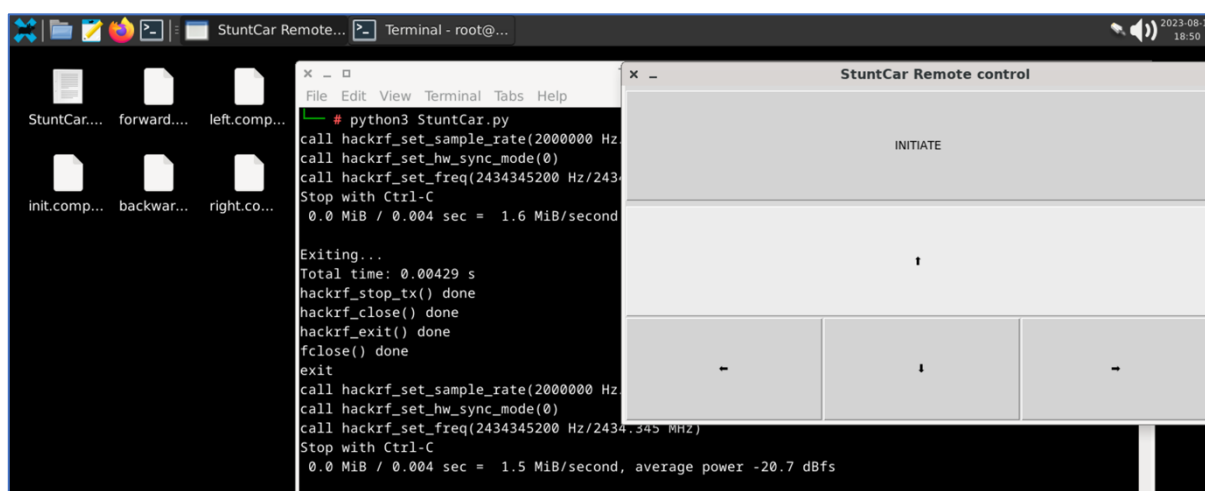 StuntCar Remote... Terminal - root@...
2023-08-
18:50
StuntCar.... forward.... left.comp...
init.comp... backwar... right.co...
File Edit View Terminal Tabs Help
# python3 StuntCar.py
call hackrf_set_sample_rate(2000000 Hz
call hackrf_set_hw_sync_mode(0)
call hackrf_set_freq(2434345200 Hz/2434
Stop with Ctrl-C
0.0 MiB / 0.004 sec = 1.6 MiB/second
Exiting...
Total time: 0.00429 s
hackrf_stop_tx() done
hackrf_close() done
hackrf_exit() done
fclose() done
exit
call hackrf_set_sample_rate(2000000 Hz
call hackrf_set_hw_sync_mode(0)
call hackrf_set_freq(2434345200 Hz/2434.345 MHz)
Stop with Ctrl-C
0.0 MiB / 0.004 sec = 1.5 MiB/second, average power -20.7 dBfs
StuntCar Remote control
INITIATE
⬆
⬅ ⬇ ➡